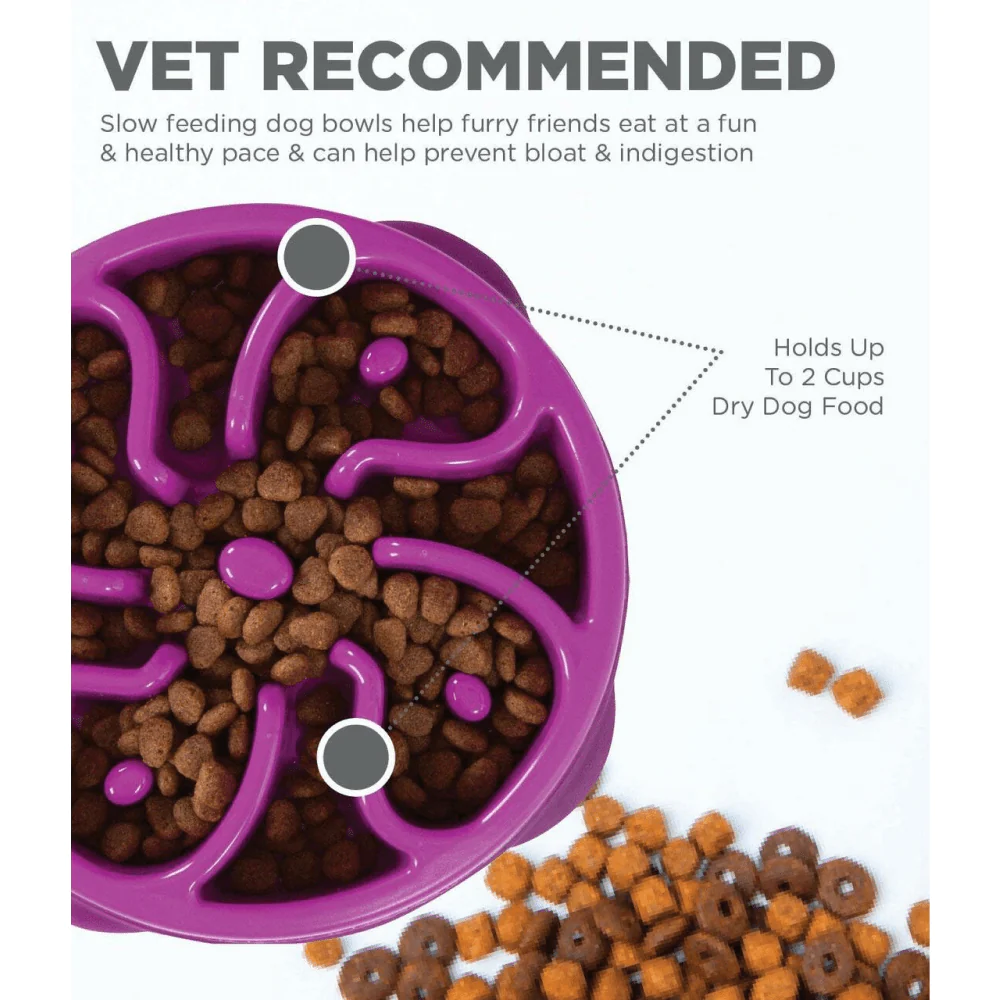 VET RECOMMENDED
Slow feeding dog bowls help furry friends eat at a fun
& healthy pace & can help prevent bloat & indigestion
Holds Up
To 2 Cups
Dry Dog Food